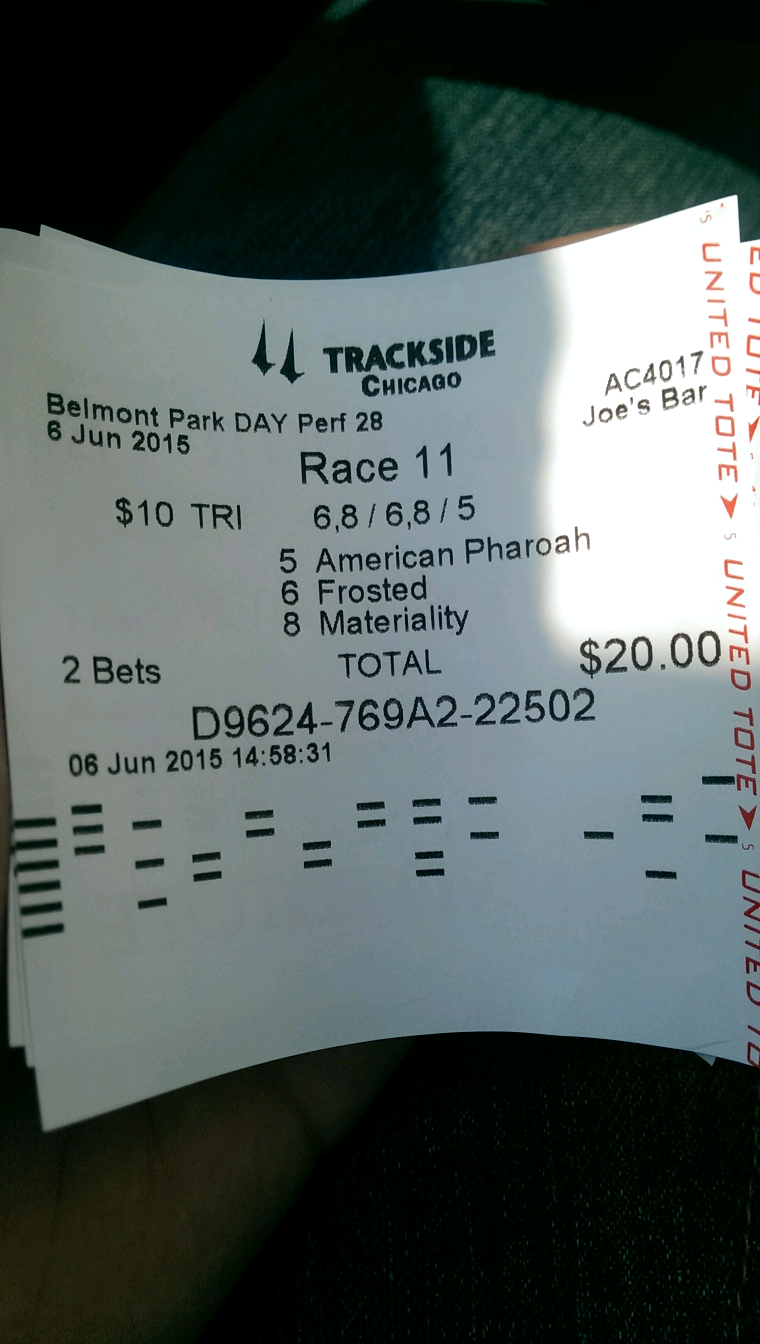 TRACKSIDE
CHICAGO
AC4017
Joe's Bar
Belmont Park DAY Perf 28
6 Jun 2015
Race 11
$10 TRI 6,8 / 6,8 / 5
5 American Pharoah
6 Frosted
8 Materiality
2 Bets TOTAL $20.00
D9624-769A2-22502
06 Jun 2015 14:58:31
S UNITED TOTE S UNITED TOTE S UNITED TO
ED TOTE